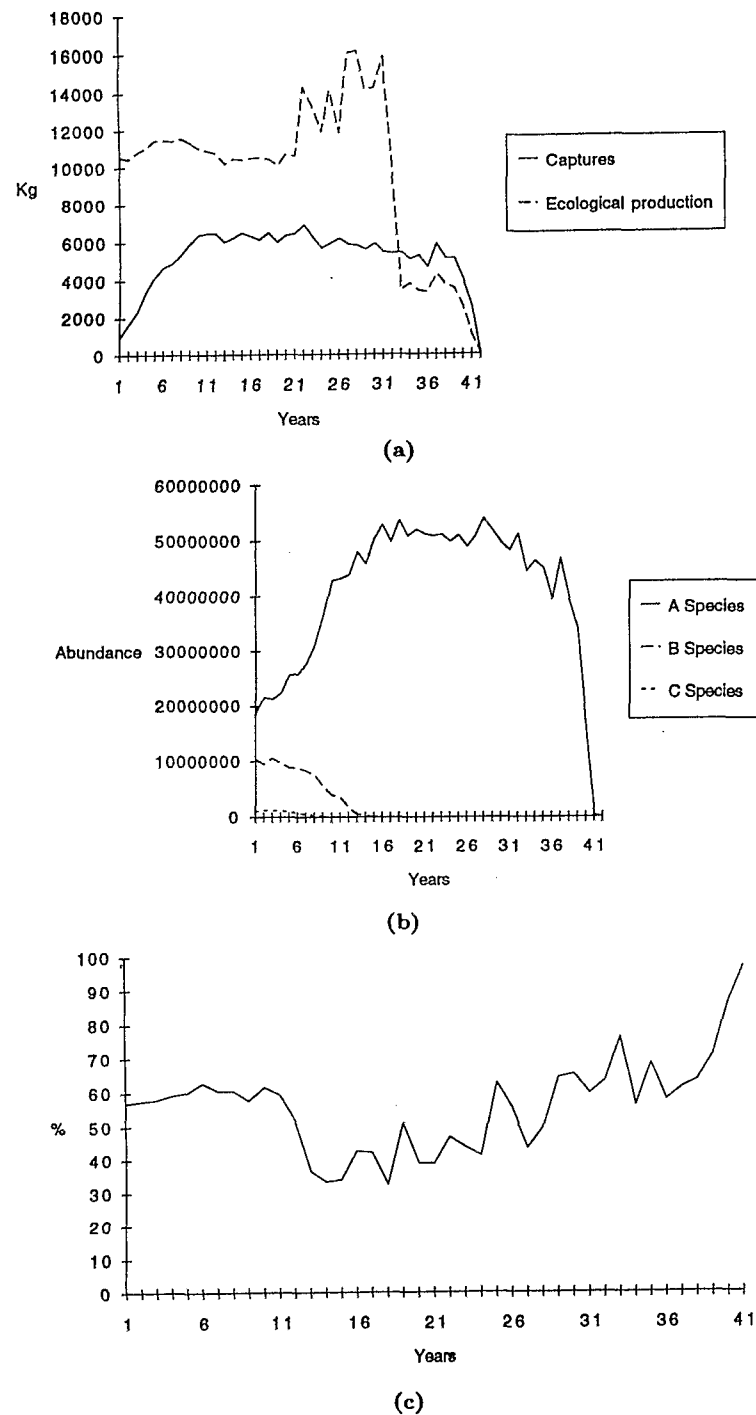 18000
16000
14000
12000
10000
Kg
8000
6000
4000
2000
0
1 6 11 16 21 26 31 36 41
Years
Captures
Ecological production
(a)
60000000
50000000
40000000
Abundance 30000000
20000000
10000000
0
1 6 11 16 21 26 31 36 41
Years
A Species
B Species
C Species
(b)
100
90
80
70
60
%
50
40
30
20
10
0
1 6 11 16 21 26 31 36 41
Years
(c)